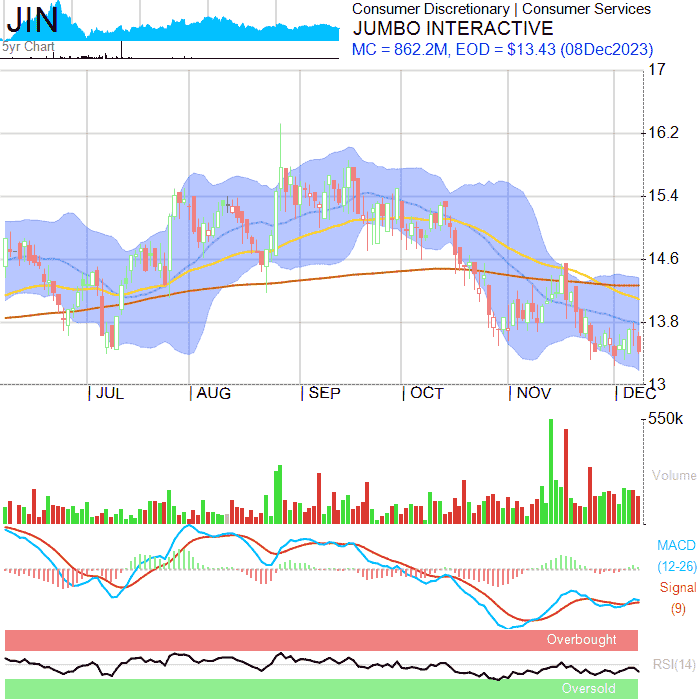 JIN
5yr Chart
Consumer Discretionary | Consumer Services
JUMBO INTERACTIVE
MC = 862.2M, EOD = $13.43 (08Dec2023)
17
16.2
15.4
14.6
13.8
13
JUL AUG SEP OCT NOV DEC
550k
Volume
MACD
(12-26)
Signal
(9)
Overbought
RSI(14)
Oversold